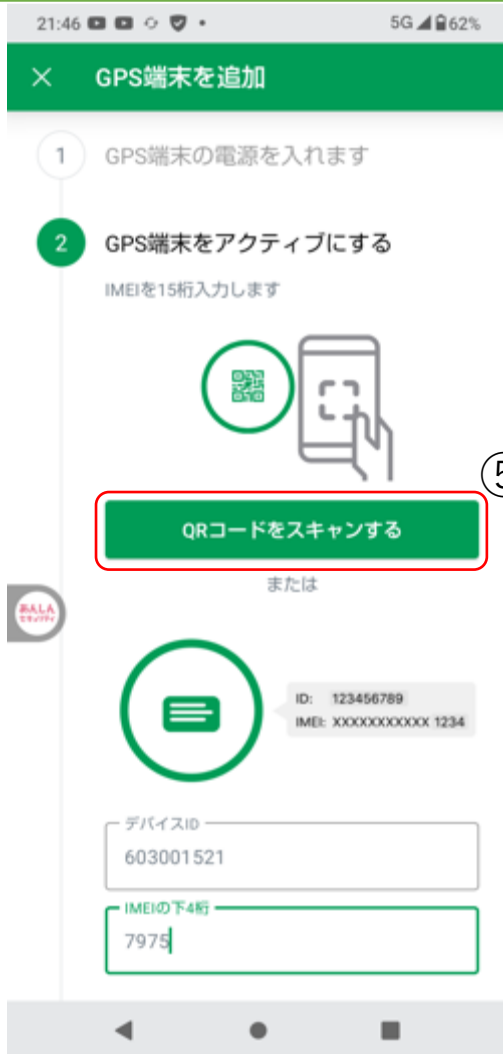 21:46 5G 62%
GPS端末を追加
1 GPS端末の電源を入れます
2 GPS端末をアクティブにする
IMEIを15桁入力します
⑤
QRコードをスキャンする
または
あんしん
セキュリティ
ID: 123456789
IMEI: XXXXXXXXXXX 1234
デバイスID
603001521
IMEIの下4桁
7975